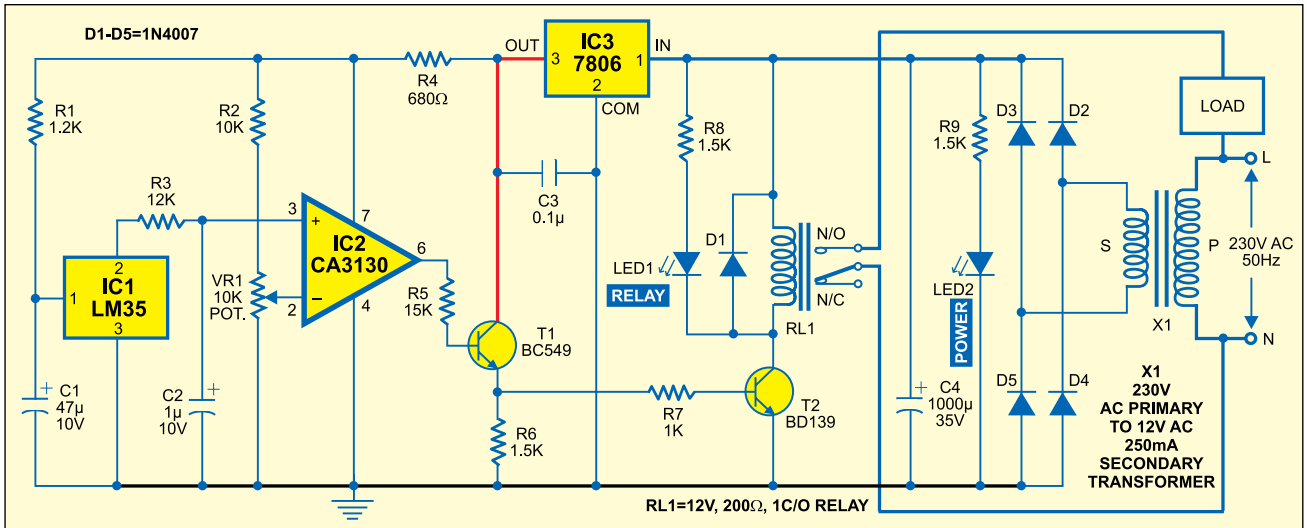 D1-D5=1N4007
OUT
IC3
7806
IN
3
1
2
COM
R4
680Ω
R1
1.2K
R2
10K
R3
12K
R8
1.5K
R9
1.5K
D3
D2
LOAD
L
C3
0.1µ
3
+
7
IC2
CA3130
6
2
–
4
2
IC1
LM35
1
3
VR1
10K
POT.
R5
15K
T1
BC549
D1
LED1
RELAY
N/O
N/C
RL1
LED2
POWER
S
P
230V AC
50Hz
X1
N
C1
+
47µ
10V
C2
+
1µ
10V
R6
1.5K
R7
1K
T2
BD139
+
C4
1000µ
35V
D5
D4
X1
230V
AC PRIMARY
TO 12V AC
250mA
SECONDARY
TRANSFORMER
RL1=12V, 200Ω, 1C/O RELAY